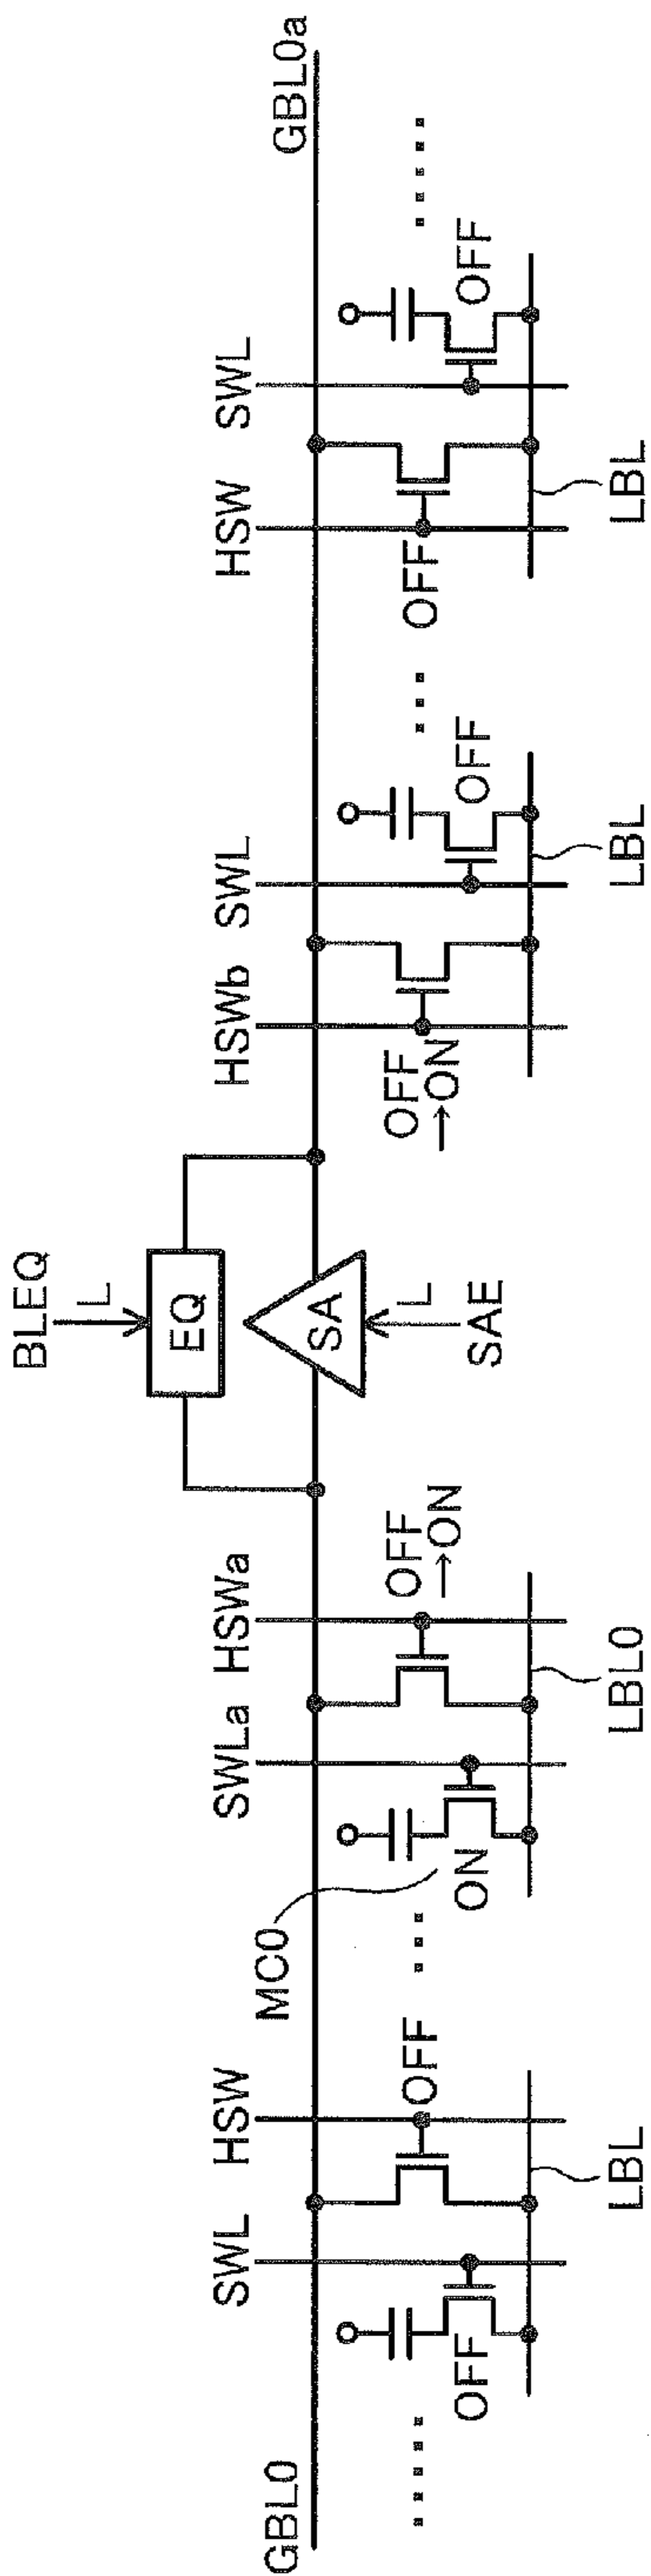 BLEQ
L
EQ
SWL
HSW
SWLa
HSWa
HSWb
SWL
HSW
SWL
GBL0
MC0
SA
GBL0a
OFF
OFF
ON
OFF
→ON
L
SAE
OFF
→ON
OFF
OFF
OFF
LBL
LBL0
LBL
LBL